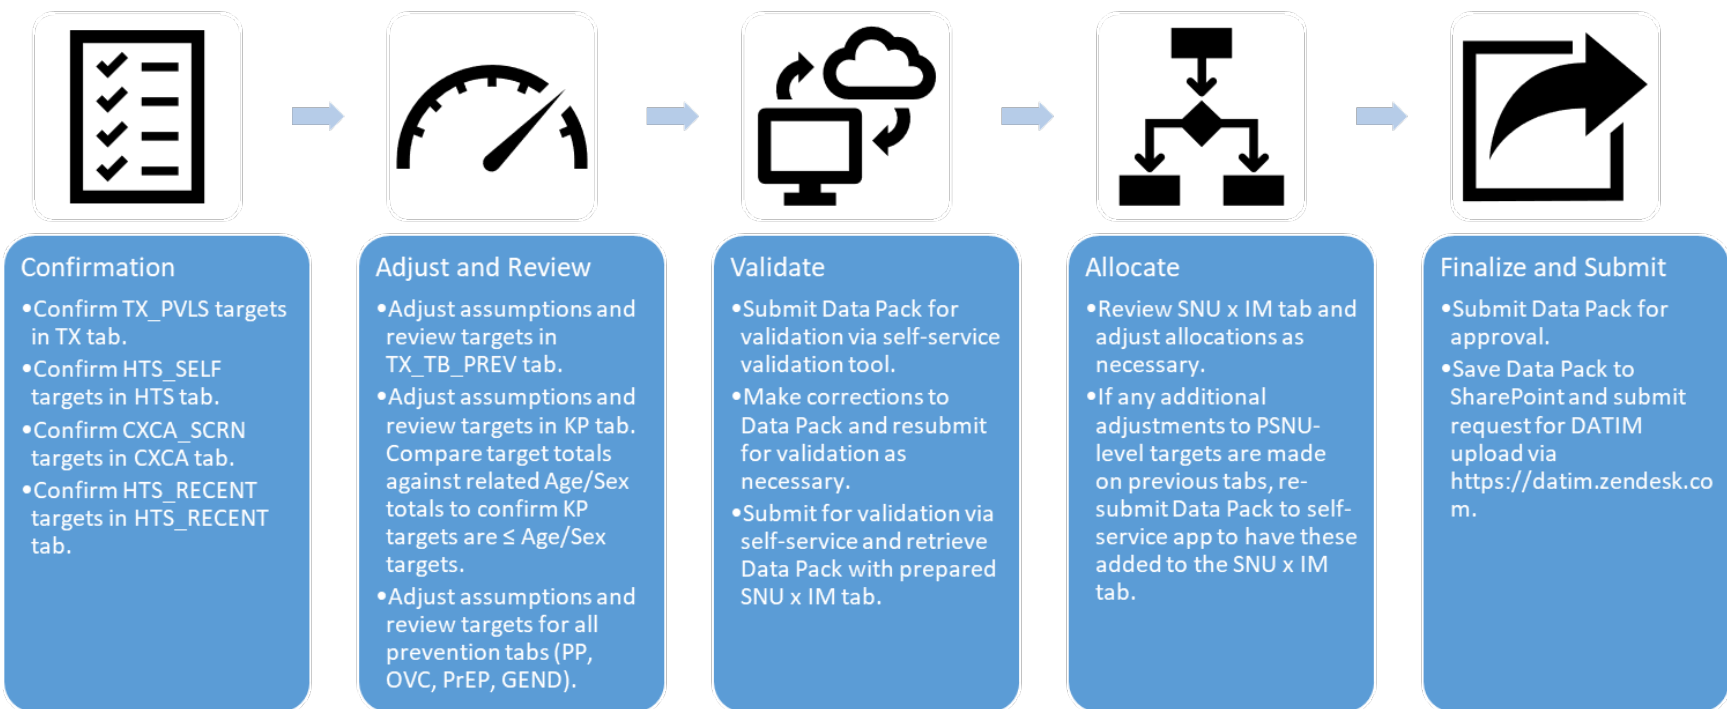 Confirmation
•Confirm TX_PVLS targets
in TX tab.
•Confirm HTS_SELF
targets in HTS tab.
•Confirm CXCA_SCRN
targets in CXCA tab.
•Confirm HTS_RECENT
targets in HTS_RECENT
tab.
Adjust and Review
•Adjust assumptions and
review targets in
TX_TB_PREV tab.
•Adjust assumptions and
review targets in KP tab.
Compare target totals
against related Age/Sex
totals to confirm KP
targets are ≤ Age/Sex
targets.
•Adjust assumptions and
review targets for all
prevention tabs (PP,
OVC, PrEP, GEND).
Validate
•Submit Data Pack for
validation via self-service
validation tool.
•Make corrections to
Data Pack and resubmit
for validation as
necessary.
•Submit for validation via
self-service and retrieve
Data Pack with prepared
SNU x IM tab.
Allocate
•Review SNU x IM tab and
adjust allocations as
necessary.
•If any additional
adjustments to PSNU-
level targets are made
on previous tabs, re-
submit Data Pack to self-
service app to have these
added to the SNU x IM
tab.
Finalize and Submit
•Submit Data Pack for
approval.
•Save Data Pack to
SharePoint and submit
request for DATIM
upload via
https://datim.zendesk.co
m.